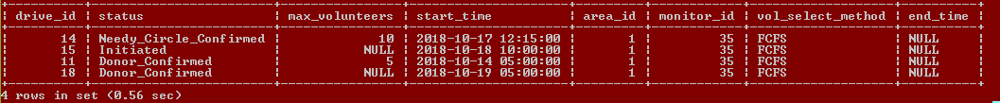 +----------+------------------------+----------------+---------------------+---------+------------+-------------------+----------+
| drive_id | status                 | max_volunteers | start_time          | area_id | monitor_id | vol_select_method | end_time |
+----------+------------------------+----------------+---------------------+---------+------------+-------------------+----------+
|       14 | Needy_Circle_Confirmed |             10 | 2018-10-17 12:15:00 |       1 |         35 | FCFS              | NULL     |
|       15 | Initiated              |           NULL | 2018-10-18 10:00:00 |       1 |         35 | FCFS              | NULL     |
|       11 | Donor_Confirmed        |              5 | 2018-10-14 05:00:00 |       1 |         35 | FCFS              | NULL     |
|       18 | Donor_Confirmed        |           NULL | 2018-10-19 05:00:00 |       1 |         35 | FCFS              | NULL     |
+----------+------------------------+----------------+---------------------+---------+------------+-------------------+----------+
4 rows in set (0.56 sec)